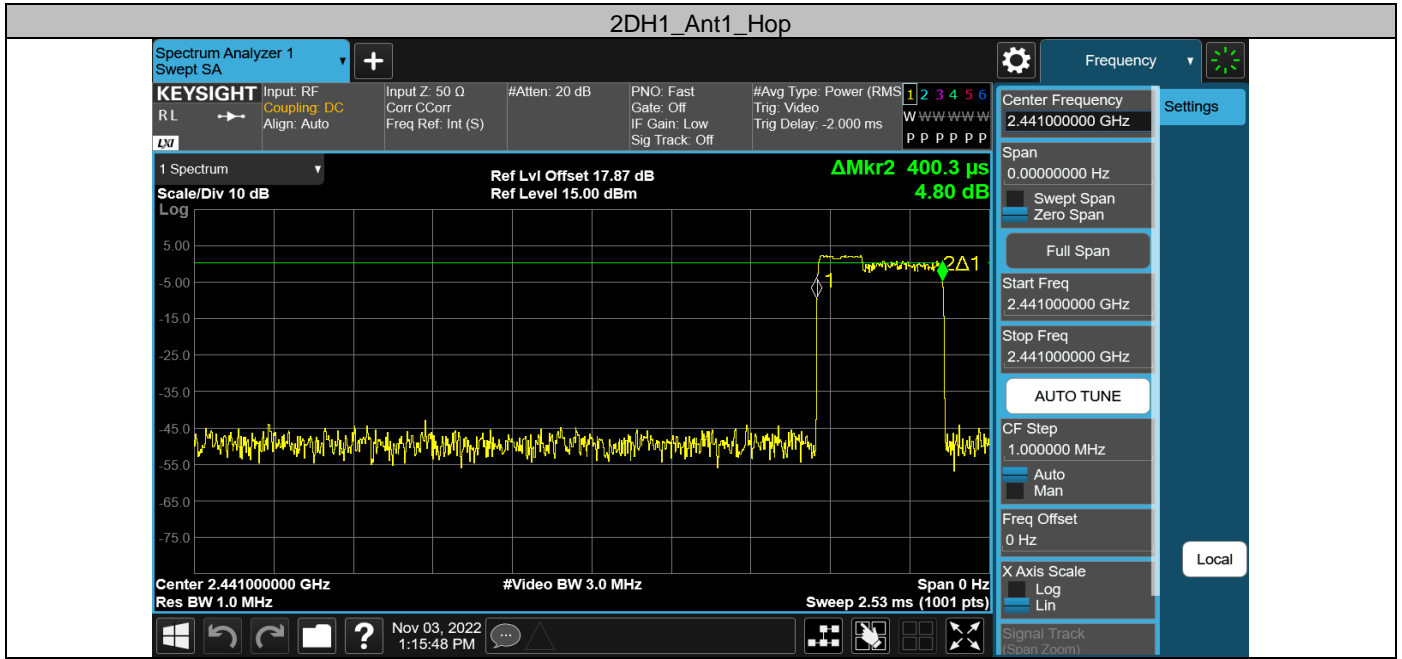 2DH1_Ant1_Hop
Spectrum Analyzer 1
Swept SA
Frequency
KEYSIGHT
RL
LXI
Input: RF
Coupling: DC
Align: Auto
Input Z: 50 Ω
Corr CCorr
Freq Ref: Int (S)
#Atten: 20 dB
PNO: Fast
Gate: Off
IF Gain: Low
Sig Track: Off
#Avg Type: Power (RMS
Trig: Video
Trig Delay: -2.000 ms
1 2 3 4 5 6
W W W W W W
P P P P P P
1 Spectrum
Scale/Div 10 dB
Log
Ref Lvl Offset 17.87 dB
Ref Level 15.00 dBm
ΔMkr2 400.3 µs
4.80 dB
5.00
-5.00
-15.0
-25.0
-35.0
-45.0
-55.0
-65.0
-75.0
1
2Δ1
Center 2.441000000 GHz
Res BW 1.0 MHz
#Video BW 3.0 MHz
Span 0 Hz
Sweep 2.53 ms (1001 pts)
Center Frequency
2.441000000 GHz
Settings
Span
0.00000000 Hz
Swept Span
Zero Span
Full Span
Start Freq
2.441000000 GHz
Stop Freq
2.441000000 GHz
AUTO TUNE
CF Step
1.000000 MHz
Auto
Man
Freq Offset
0 Hz
X Axis Scale
Log
Lin
Signal Track
(Span Zoom)
Local
?
Nov 03, 2022
1:15:48 PM